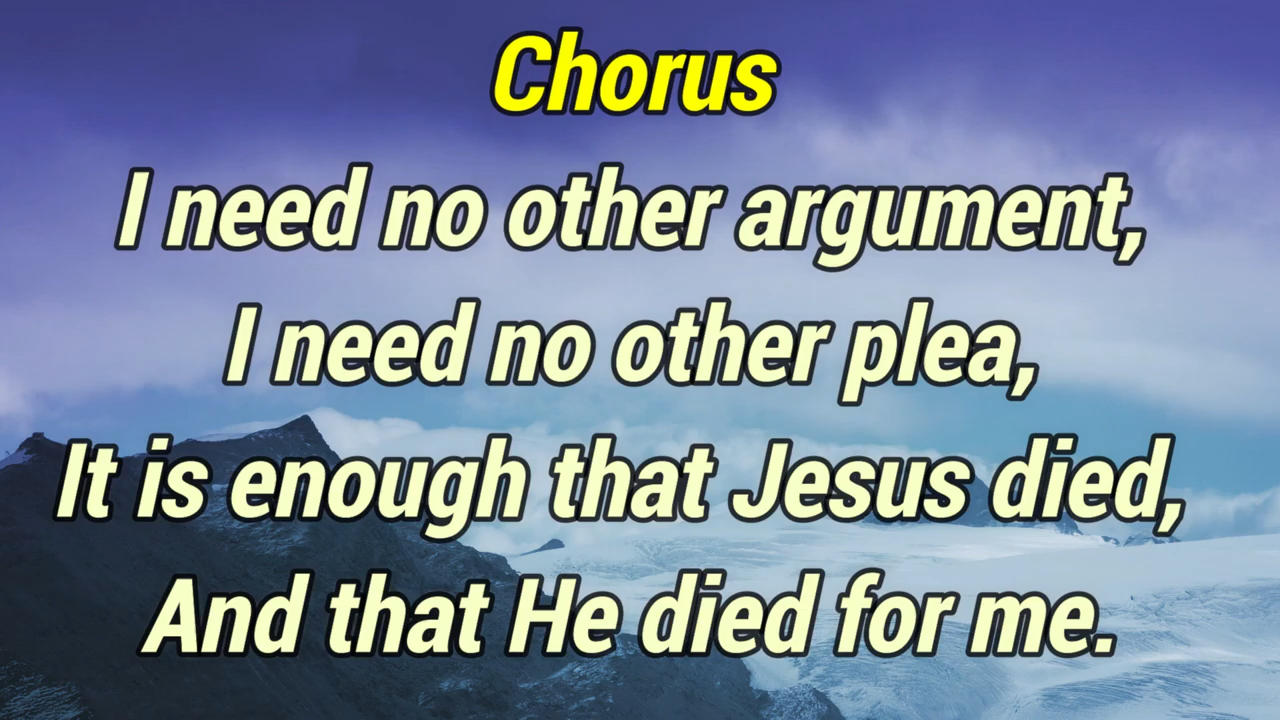 Chorus
I need no other argument,
I need no other plea,
It is enough that Jesus died,
And that He died for me.